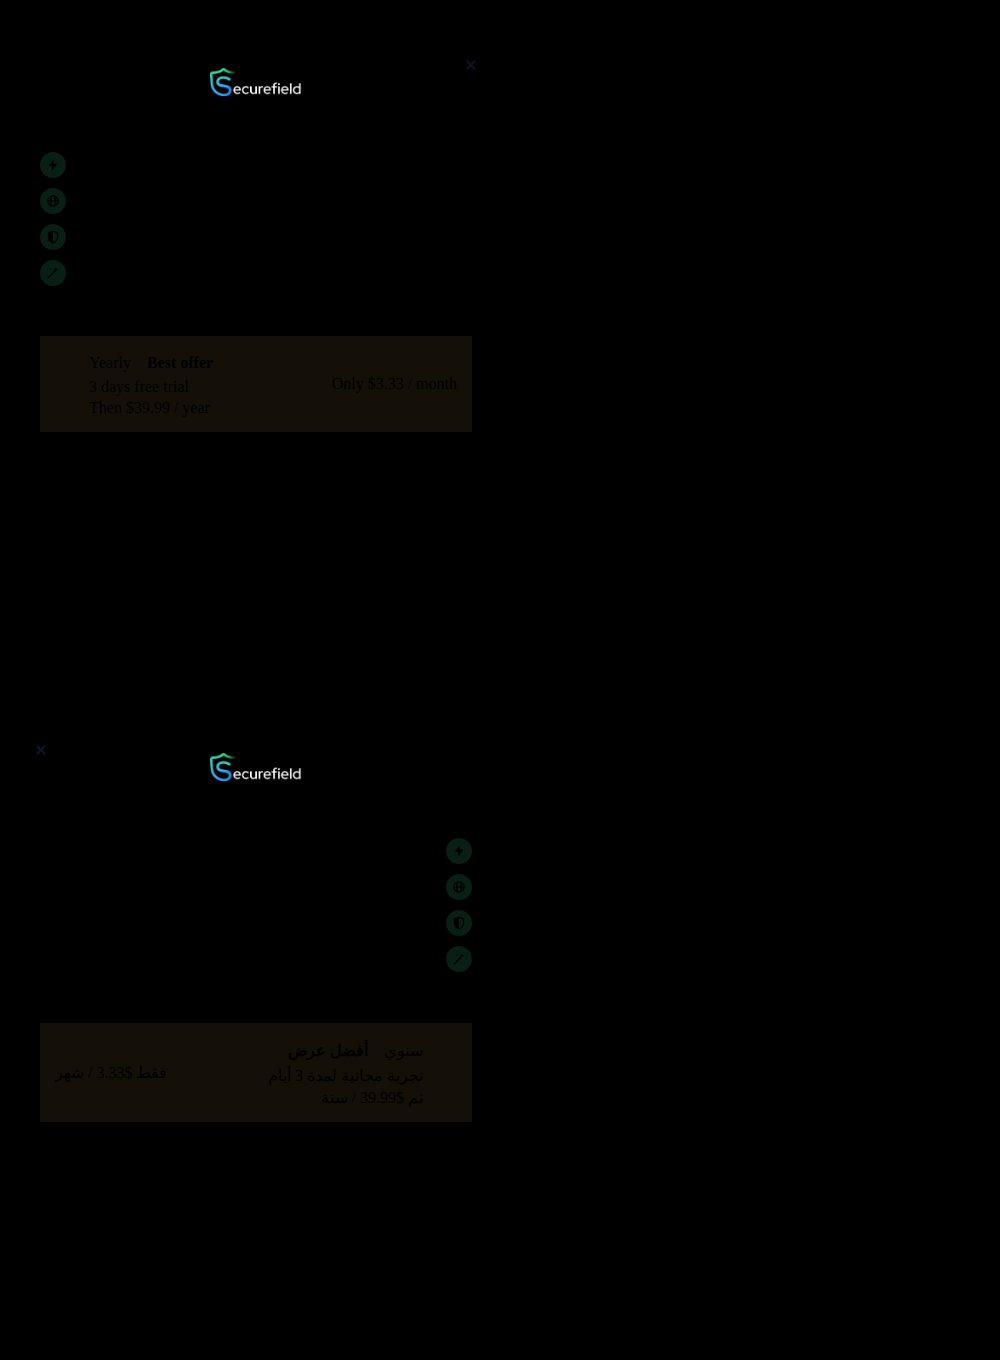 Securefield
Yearly Best offer
3 days free trial
Then $39.99 / year
Only $3.33 / month
Securefield
سنوي أفضل عرض
تجربة مجانية لمدة 3 أيام
ثم $39.99 / سنة
فقط $3.33 / شهر